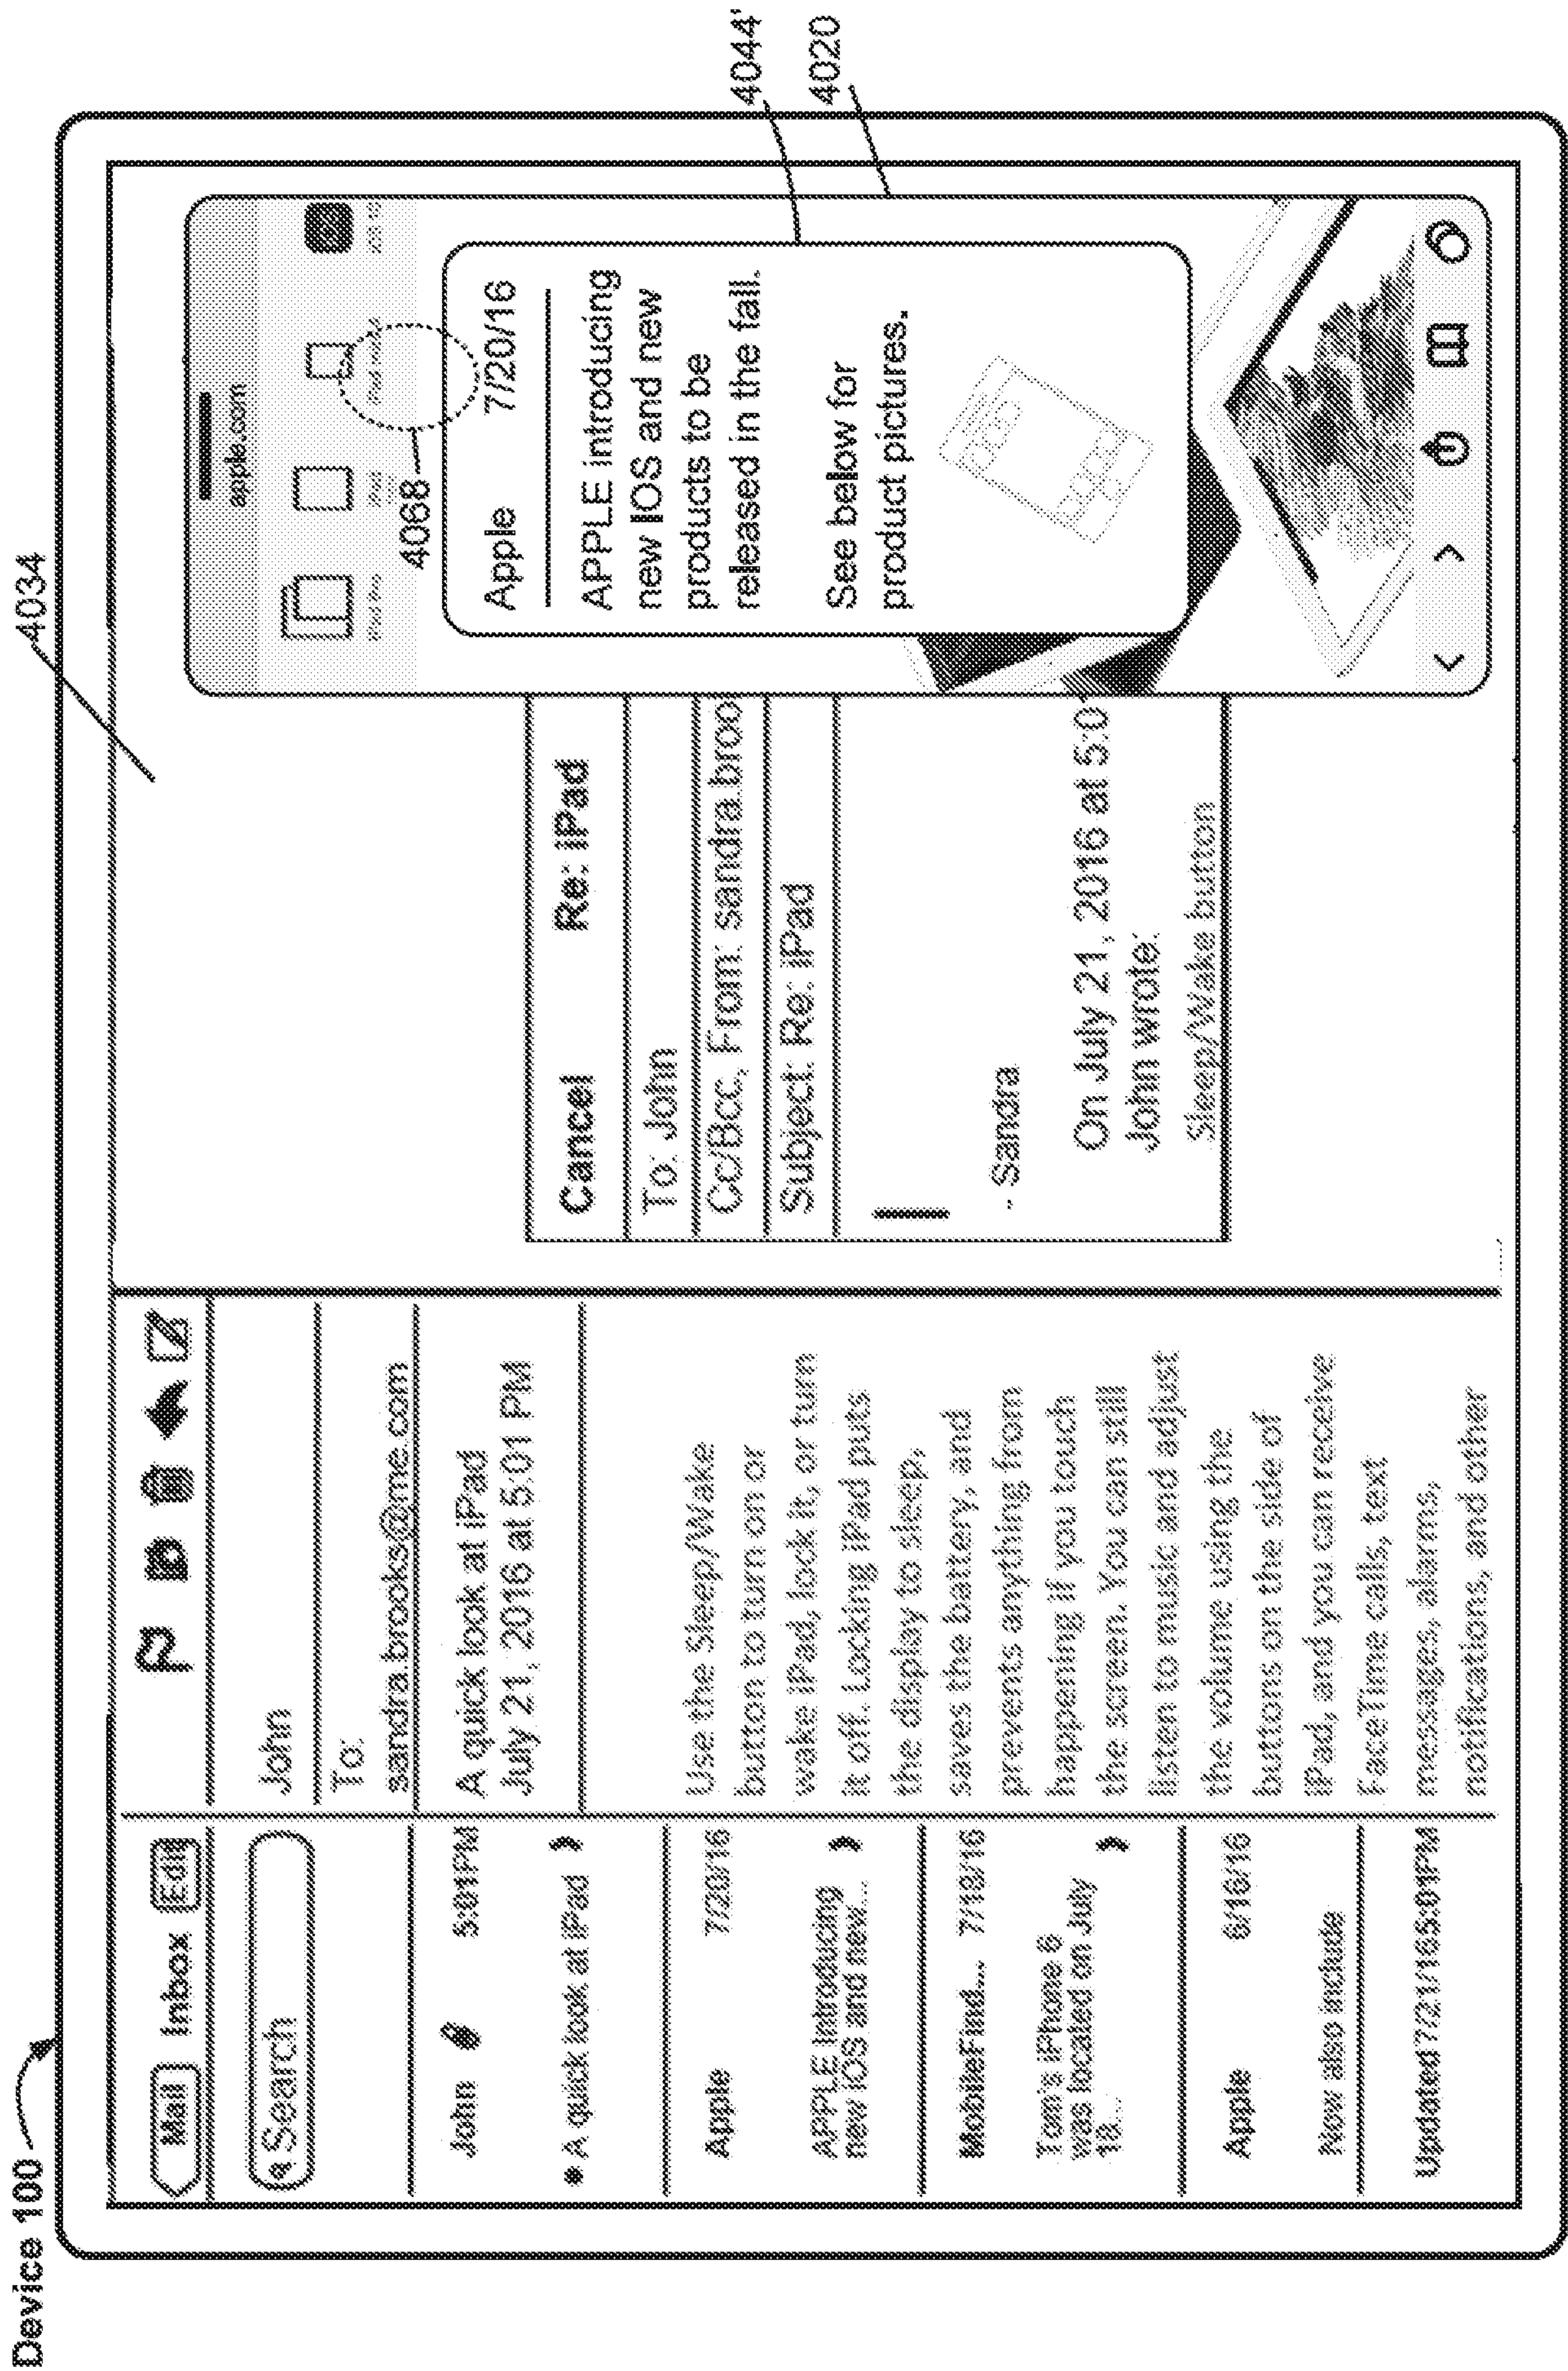 Device 100
4034
Mail Inbox Edit
Search
John 5:01PM
A quick look at iPad
Apple 7/20/16
APPLE Introducing
new iOS and new...
MobileFind... 7/18/16
Tom's iPhone 6
was located on July
18...
Apple 6/16/16
Now also include
Updated 7/21/16 5:01PM
John
To:
sandra.brooks@me.com
A quick look at iPad
July 21, 2016 at 5:01 PM
Use the Sleep/Wake
button to turn on or
wake iPad, lock it, or turn
it off. Locking iPad puts
the display to sleep,
saves the battery, and
prevents anything from
happening if you touch
the screen. You can still
listen to music and adjust
the volume using the
buttons on the side of
iPad, and you can receive
FaceTime calls, text
messages, alarms,
notifications, and other
Cancel Re: iPad
To: John
Cc/Bcc, From: sandra.broo
Subject: Re: iPad
- Sandra
On July 21, 2016 at 5:0
John wrote:
Sleep/Wake button
apple.com
iPad Pro iPad
4068
Apple 7/20/16
APPLE introducing
new IOS and new
products to be
released in the fall.
See below for
product pictures.
4044'
4020